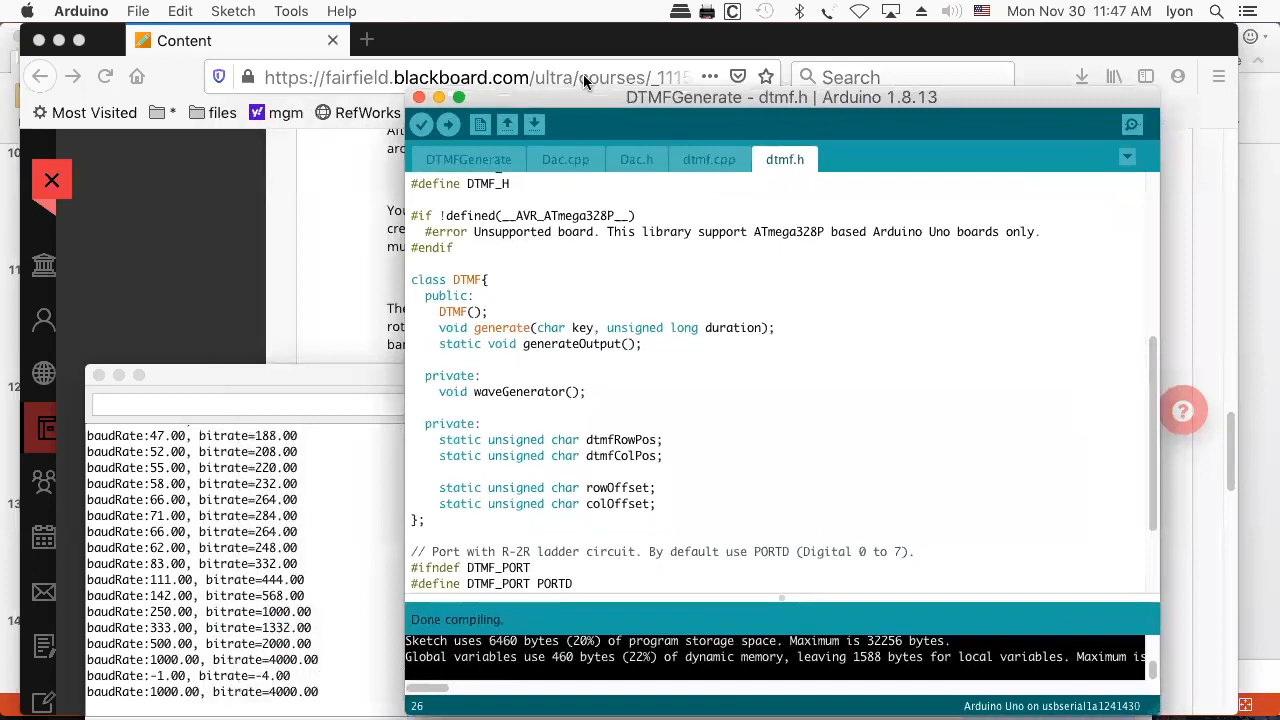 Arduino File Edit Sketch Tools Help Mon Nov 30 11:47 AM lyon
Content
https://fairfield.blackboard.com/ultra/courses/_1115
Search
Most Visited * files mgm RefWorks
DTMFGenerate - dtmf.h | Arduino 1.8.13
DTMFGenerate Dac.cpp Dac.h dtmf.cpp dtmf.h
#define DTMF_H
#if !defined(__AVR_ATmega328P__)
#error Unsupported board. This library support ATmega328P based Arduino Uno boards only.
#endif
class DTMF{
public:
DTMF();
void generate(char key, unsigned long duration);
static void generateOutput();
private:
void waveGenerator();
private:
static unsigned char dtmfRowPos;
static unsigned char dtmfColPos;
static unsigned char rowOffset;
static unsigned char colOffset;
};
// Port with R-2R ladder circuit. By default use PORTD (Digital 0 to 7).
#ifndef DTMF_PORT
#define DTMF_PORT PORTD
Done compiling.
Sketch uses 6460 bytes (20%) of program storage space. Maximum is 32256 bytes.
Global variables use 460 bytes (22%) of dynamic memory, leaving 1588 bytes for local variables. Maximum is
26 Arduino Uno on usbserial1a1241430
baudRate:47.00, bitrate=188.00
baudRate:52.00, bitrate=208.00
baudRate:55.00, bitrate=220.00
baudRate:58.00, bitrate=232.00
baudRate:66.00, bitrate=264.00
baudRate:71.00, bitrate=284.00
baudRate:66.00, bitrate=264.00
baudRate:62.00, bitrate=248.00
baudRate:83.00, bitrate=332.00
baudRate:111.00, bitrate=444.00
baudRate:142.00, bitrate=568.00
baudRate:250.00, bitrate=1000.00
baudRate:333.00, bitrate=1332.00
baudRate:500.00, bitrate=2000.00
baudRate:1000.00, bitrate=4000.00
baudRate:-1.00, bitrate=-4.00
baudRate:1000.00, bitrate=4000.00